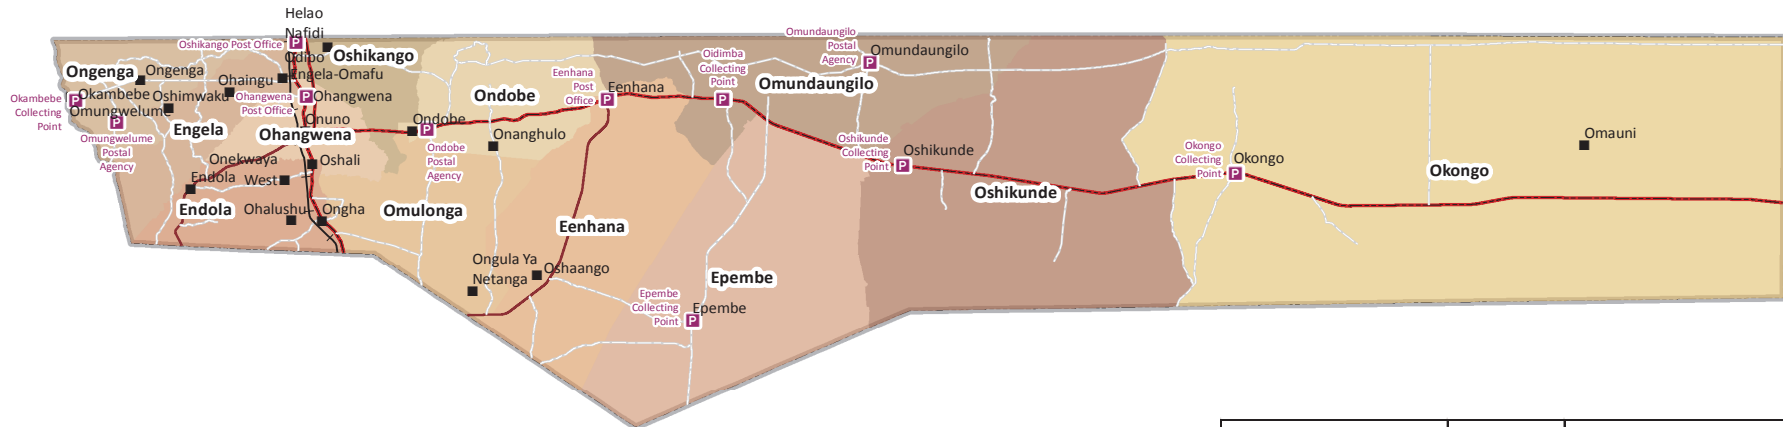 Helao
Nafidi
Oshikango Post Office
Odibo
Oshikango
Ongenga
Ongenga
Ohaingu
Engela-Omafu
Okambebe
Collecting
Point
Okambebe
Oshimwaku
Ohangwena
Post Office
Ohangwena
Omungwelume
Omungwelume
Postal
Agency
Engela
Onuno
Ohangwena
Onekwaya
West
Oshali
Endola
Endola
Ohalushu
Ongha
Ondobe
Ondobe
Ondobe
Postal
Agency
Onanghulo
Omulonga
Eenhana
Post
Office
Eenhana
Eenhana
Ongula Ya
Netanga
Oshaango
Oidimba
Collecting
Point
Omundaungilo
Postal
Agency
Omundaungilo
Omundaungilo
Oshikunde
Collecting
Point
Oshikunde
Oshikunde
Epembe
Epembe
Collecting
Point
Epembe
Okongo
Collecting
Point
Okongo
Okongo
Omauni